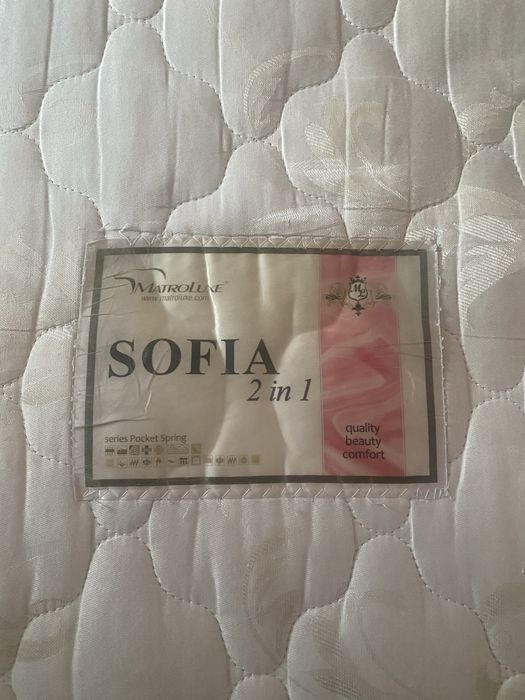 MATROLUXE®
www.matroluxe.com
SOFIA
2 in 1
series Pocket Spring
quality
beauty
comfort